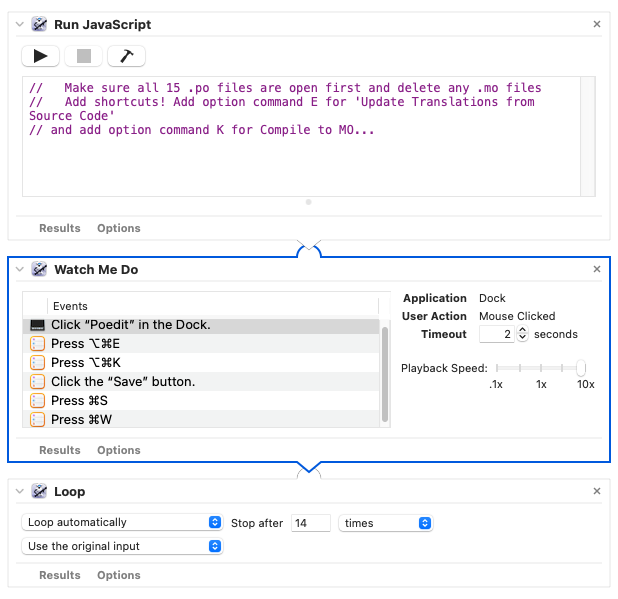 Run JavaScript
//   Make sure all 15 .po files are open first and delete any .mo files
//   Add shortcuts! Add option command E for 'Update Translations from
Source Code'
// and add option command K for Compile to MO...
Results Options
Watch Me Do
Events
Click “Poedit” in the Dock.
Press ⌥⌘E
Press ⌥⌘K
Click the “Save” button.
Press ⌘S
Press ⌘W
Application Dock
User Action Mouse Clicked
Timeout 2 seconds
Playback Speed:
.1x 1x 10x
Results Options
Loop
Loop automatically Stop after 14 times
Use the original input
Results Options